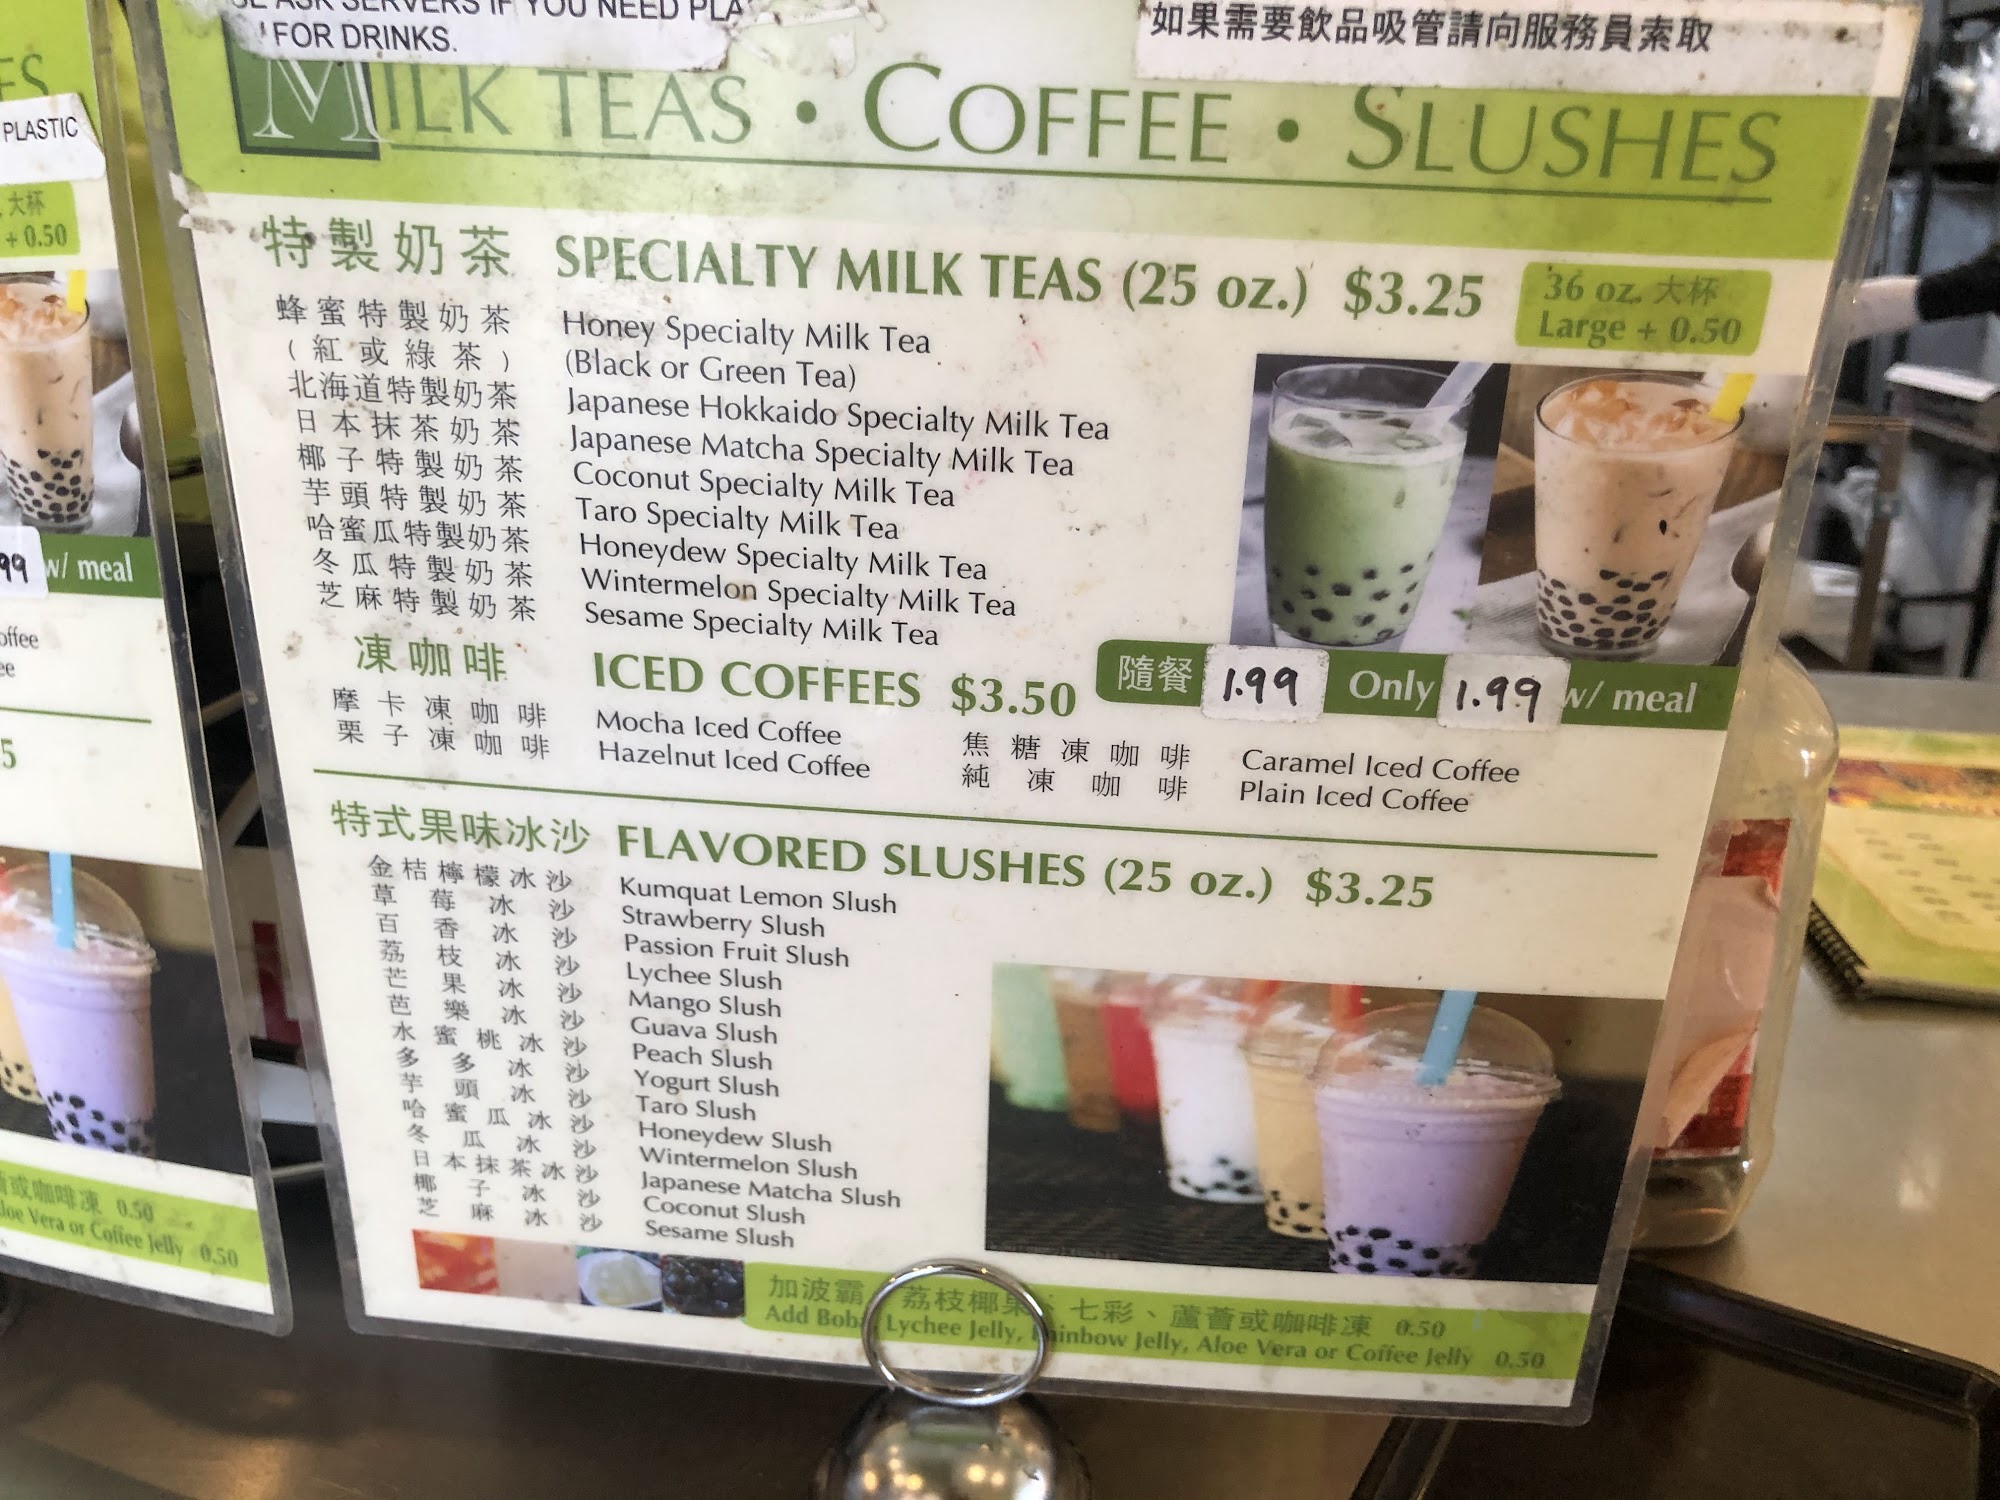 ES
PLASTIC
大杯
+ 0.50
99 w/ meal
offee
ee
5
或咖啡凍 0.50
Aloe Vera or Coffee Jelly 0.50
ASK SERVERS IF YOU NEED
FOR DRINKS.
如果需要飲品吸管請向服務員索取
MILK TEAS • COFFEE • SLUSHES
特製奶茶 SPECIALTY MILK TEAS (25 oz.) $3.25
36 oz. 大杯
Large + 0.50
蜂蜜特製奶茶 Honey Specialty Milk Tea
(紅或綠茶) (Black or Green Tea)
北海道特製奶茶 Japanese Hokkaido Specialty Milk Tea
日本抹茶奶茶 Japanese Matcha Specialty Milk Tea
椰子特製奶茶 Coconut Specialty Milk Tea
芋頭特製奶茶 Taro Specialty Milk Tea
哈蜜瓜特製奶茶 Honeydew Specialty Milk Tea
冬瓜特製奶茶 Wintermelon Specialty Milk Tea
芝麻特製奶茶 Sesame Specialty Milk Tea
隨餐 1.99 Only 1.99 w/ meal
凍咖啡 ICED COFFEES $3.50
摩卡凍咖啡 Mocha Iced Coffee 焦糖凍咖啡 Caramel Iced Coffee
栗子凍咖啡 Hazelnut Iced Coffee 純凍咖啡 Plain Iced Coffee
特式果味冰沙 FLAVORED SLUSHES (25 oz.) $3.25
金桔檸檬冰沙 Kumquat Lemon Slush
草莓冰沙 Strawberry Slush
百香冰沙 Passion Fruit Slush
荔枝冰沙 Lychee Slush
芒果冰沙 Mango Slush
芭樂冰沙 Guava Slush
水蜜桃冰沙 Peach Slush
多多冰沙 Yogurt Slush
芋頭冰沙 Taro Slush
哈蜜瓜冰沙 Honeydew Slush
冬瓜冰沙 Wintermelon Slush
日本抹茶冰沙 Japanese Matcha Slush
椰子冰沙 Coconut Slush
芝麻冰沙 Sesame Slush
加波霸、荔枝椰果、七彩、蘆薈或咖啡凍 0.50
Add Boba, Lychee Jelly, Rainbow Jelly, Aloe Vera or Coffee Jelly 0.50